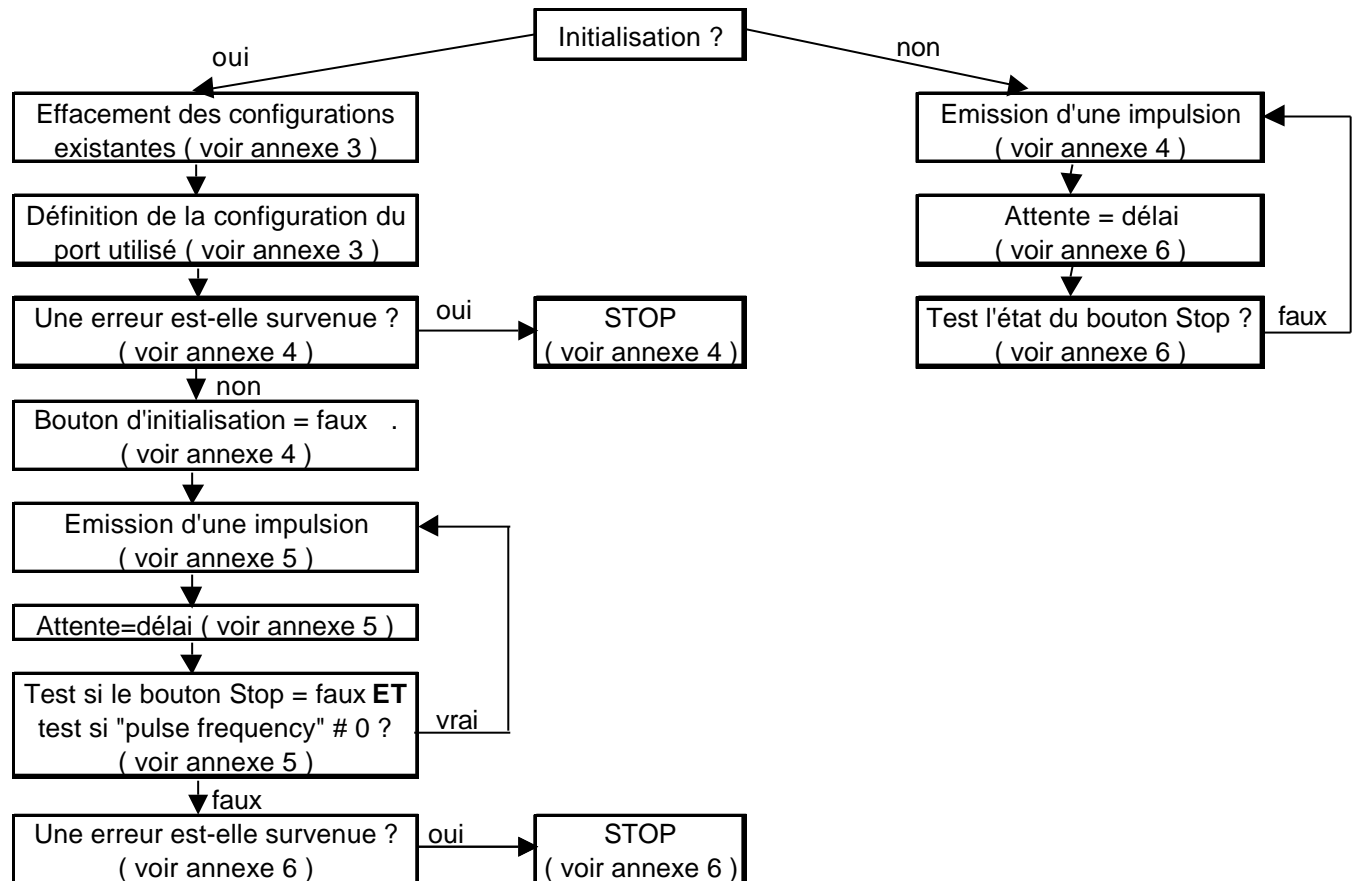 Initialisation ?
oui
non
Effacement des configurations
existantes ( voir annexe 3 )
Définition de la configuration du
port utilisé ( voir annexe 3 )
Une erreur est-elle survenue ?
( voir annexe 4 )
oui
STOP
( voir annexe 4 )
non
Bouton d'initialisation = faux .
( voir annexe 4 )
Emission d'une impulsion
( voir annexe 5 )
Attente=délai ( voir annexe 5 )
Test si le bouton Stop = faux ET
test si "pulse frequency" # 0 ?
( voir annexe 5 )
vrai
faux
Une erreur est-elle survenue ?
( voir annexe 6 )
oui
STOP
( voir annexe 6 )
Emission d'une impulsion
( voir annexe 4 )
Attente = délai
( voir annexe 6 )
Test l'état du bouton Stop ?
( voir annexe 6 )
faux